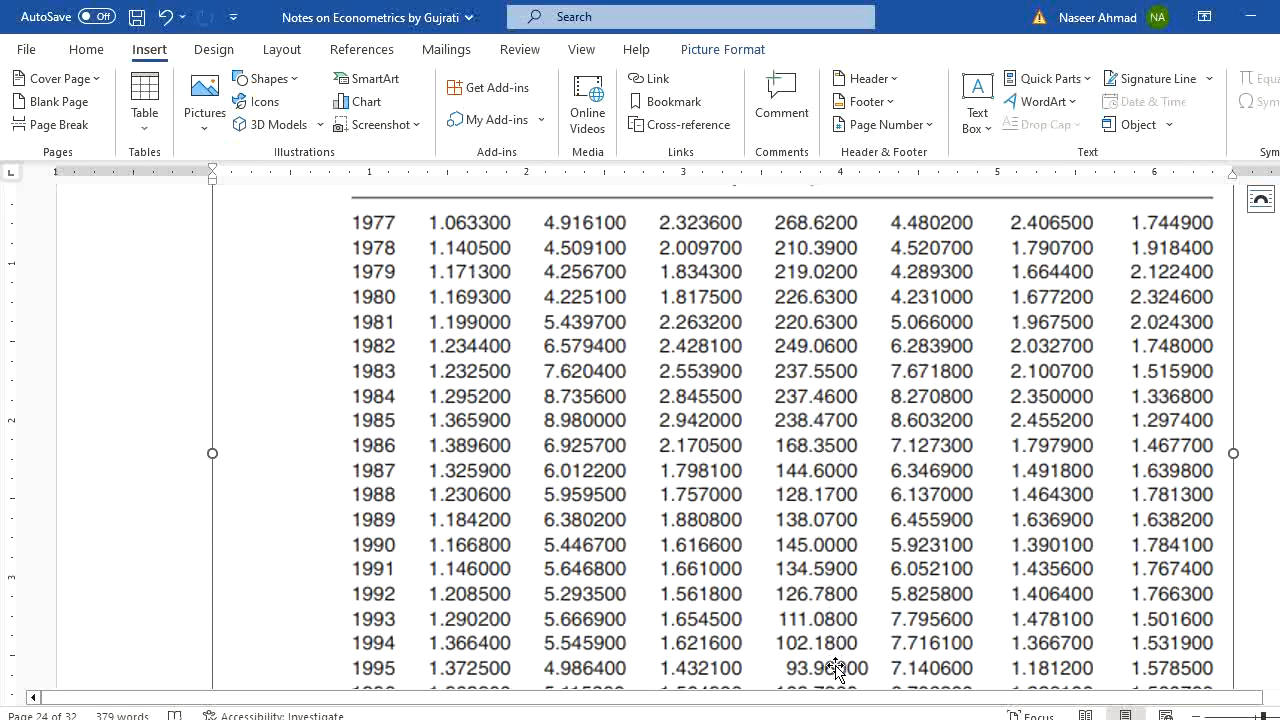 AutoSave Off Notes on Econometrics by Gujrati Search Naseer Ahmad NA
File Home Insert Design Layout References Mailings Review View Help Picture Format
Cover Page
Blank Page
Page Break
Pages
Table
Tables
Pictures
Shapes
Icons
3D Models
SmartArt
Chart
Screenshot
Illustrations
Get Add-ins
My Add-ins
Add-ins
Online
Videos
Media
Link
Bookmark
Cross-reference
Links
Comment
Comments
Header
Footer
Page Number
Header & Footer
Text
Box
Quick Parts
WordArt
Drop Cap
Signature Line
Date & Time
Object
Text
1 1 2 3 4 5 6
1977 1.063300 4.916100 2.323600 268.6200 4.480200 2.406500 1.744900
1978 1.140500 4.509100 2.009700 210.3900 4.520700 1.790700 1.918400
1979 1.171300 4.256700 1.834300 219.0200 4.289300 1.664400 2.122400
1980 1.169300 4.225100 1.817500 226.6300 4.231000 1.677200 2.324600
1981 1.199000 5.439700 2.263200 220.6300 5.066000 1.967500 2.024300
1982 1.234400 6.579400 2.428100 249.0600 6.283900 2.032700 1.748000
1983 1.232500 7.620400 2.553900 237.5500 7.671800 2.100700 1.515900
1984 1.295200 8.735600 2.845500 237.4600 8.270800 2.350000 1.336800
1985 1.365900 8.980000 2.942000 238.4700 8.603200 2.455200 1.297400
1986 1.389600 6.925700 2.170500 168.3500 7.127300 1.797900 1.467700
1987 1.325900 6.012200 1.798100 144.6000 6.346900 1.491800 1.639800
1988 1.230600 5.959500 1.757000 128.1700 6.137000 1.464300 1.781300
1989 1.184200 6.380200 1.880800 138.0700 6.455900 1.636900 1.638200
1990 1.166800 5.446700 1.616600 145.0000 5.923100 1.390100 1.784100
1991 1.146000 5.646800 1.661000 134.5900 6.052100 1.435600 1.767400
1992 1.208500 5.293500 1.561800 126.7800 5.825800 1.406400 1.766300
1993 1.290200 5.666900 1.654500 111.0800 7.795600 1.478100 1.501600
1994 1.366400 5.545900 1.621600 102.1800 7.716100 1.366700 1.531900
1995 1.372500 4.986400 1.432100 7.140600 1.181200 1.578500
Page 24 of 32 379 words Accessibility: Investigate Focus